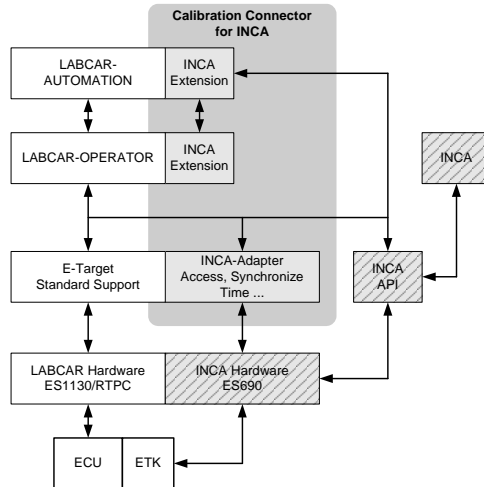 Calibration Connector
for INCA
LABCAR-
AUTOMATION
INCA
Extension
LABCAR-OPERATOR
INCA
Extension
INCA
E-Target
Standard Support
INCA-Adapter
Access, Synchronize
Time ...
INCA
API
LABCAR Hardware
ES1130/RTPC
INCA Hardware
ES690
ECU
ETK